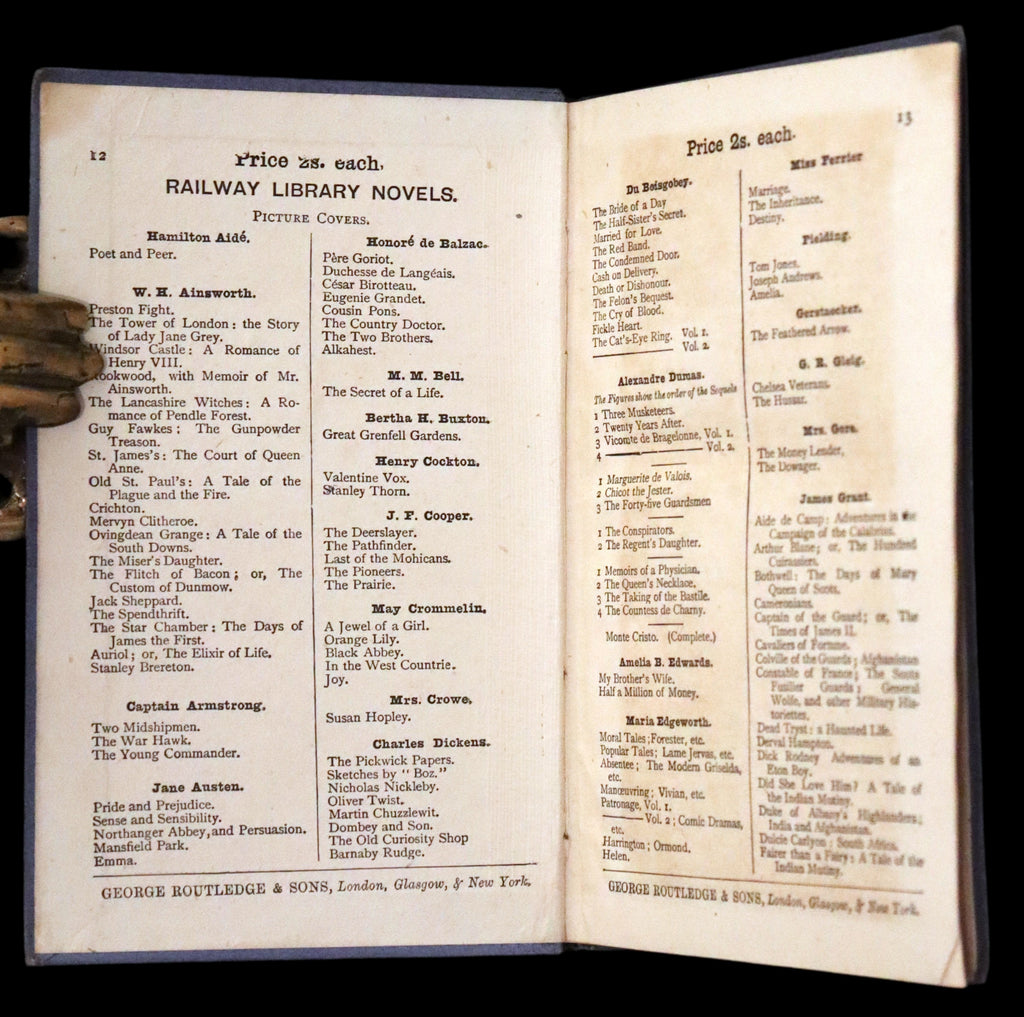 12
Price 2s. each,
RAILWAY LIBRARY NOVELS.
PICTURE COVERS.
Hamilton Aidé.
Poet and Peer.
W. H. Ainsworth.
Preston Fight.
The Tower of London: the Story
of Lady Jane Grey.
Windsor Castle: A Romance of
Henry VIII.
Rookwood, with Memoir of Mr.
Ainsworth.
The Lancashire Witches: A Ro-
mance of Pendle Forest.
Guy Fawkes: The Gunpowder
Treason.
St. James's: The Court of Queen
Anne.
Old St. Paul's: A Tale of the
Plague and the Fire.
Crichton.
Mervyn Clitheroe.
Ovingdean Grange: A Tale of the
South Downs.
The Miser's Daughter.
The Flitch of Bacon; or, The
Custom of Dunmow.
Jack Sheppard.
The Spendthrift.
The Star Chamber: The Days of
James the First.
Auriol; or, The Elixir of Life.
Stanley Brereton.
Captain Armstrong.
Two Midshipmen.
The War Hawk.
The Young Commander.
Jane Austen.
Pride and Prejudice.
Sense and Sensibility.
Northanger Abbey, and Persuasion.
Mansfield Park.
Emma.
Honoré de Balzac.
Père Goriot.
Duchesse de Langéais.
César Birotteau.
Eugenie Grandet.
Cousin Pons.
The Country Doctor.
The Two Brothers.
Alkahest.
M. M. Bell.
The Secret of a Life.
Bertha H. Buxton.
Great Grenfell Gardens.
Henry Cockton.
Valentine Vox.
Stanley Thorn.
J. F. Cooper.
The Deerslayer.
The Pathfinder.
Last of the Mohicans.
The Pioneers.
The Prairie.
May Crommelin.
A Jewel of a Girl.
Orange Lily.
Black Abbey.
In the West Countrie.
Joy.
Mrs. Crowe.
Susan Hopley.
Charles Dickens.
The Pickwick Papers.
Sketches by "Boz."
Nicholas Nickleby.
Oliver Twist.
Martin Chuzzlewit.
Dombey and Son.
The Old Curiosity Shop
Barnaby Rudge.
GEORGE ROUTLEDGE & SONS, London, Glasgow, & New York.
13
Price 2s. each.
Du Boisgobey.
The Bride of a Day
The Half-Sister's Secret.
Married for Love.
The Red Band.
The Condemned Door.
Cash on Delivery.
Death or Dishonour.
The Felon's Bequest.
The Cry of Blood.
Fickle Heart.
The Cat's-Eye Ring. Vol. 1.
Vol. 2.
Alexandre Dumas.
The Figures show the order of the Sequels
1 Three Musketeers.
2 Twenty Years After.
3 Vicomte de Bragelonne, Vol. 1.
4 ——— Vol. 2.
1 Marguerite de Valois.
2 Chicot the Jester.
3 The Forty-five Guardsmen
1 The Conspirators.
2 The Regent's Daughter.
1 Memoirs of a Physician.
2 The Queen's Necklace.
3 The Taking of the Bastile.
4 The Countess de Charny.
Monte Cristo. (Complete.)
Amelia B. Edwards.
My Brother's Wife.
Half a Million of Money.
Maria Edgeworth.
Moral Tales; Forester, etc.
Popular Tales; Lame Jervas, etc.
Absentee; The Modern Griselda,
etc.
Manœuvring; Vivian, etc.
Patronage, Vol. 1.
——— Vol. 2; Comic Dramas,
etc.
Harrington; Ormond.
Helen.
Miss Ferrier
Marriage.
The Inheritance.
Destiny.
Fielding.
Tom Jones.
Joseph Andrews.
Amelia.
Gerstaecker.
The Feathered Arrow.
G. R. Gleig.
Chelsea Veterans.
The Hussar.
Mrs. Gore.
The Money Lender,
The Dowager.
James Grant.
Aide de Camp: Adventures in the
Campaign of the Calabrias.
Arthur Blane; or, The Hundred
Cuirassiers.
Bothwell: The Days of Mary
Queen of Scots.
Cameronians.
Captain of the Guard; or, The
Times of James II.
Cavaliers of Fortune.
Colville of the Guards; Afghanistan
Constable of France; The Scots
Fusilier Guards; General
Wolfe, and other Military His-
toriettes.
Dead Tryst: a Haunted Life.
Derval Hampton.
Dick Rodney Adventures of an
Eton Boy.
Did She Love Him? A Tale of
the Indian Mutiny.
Duke of Albany's Highlanders;
India and Afghanistan.
Dulcie Carlyon: South Africa.
Fairer than a Fairy: A Tale of the
Indian Mutiny.
GEORGE ROUTLEDGE & SONS, London, Glasgow, & New York.